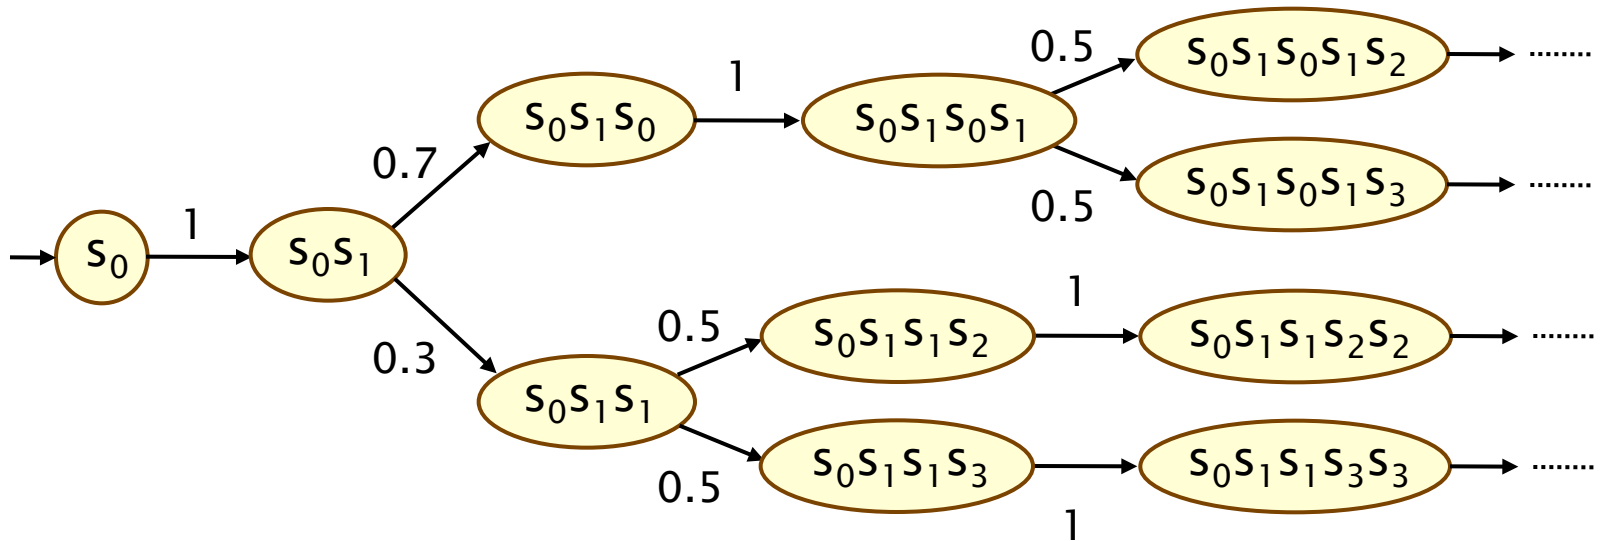 s₀
1
s₀s₁
0.7
0.3
s₀s₁s₀
1
s₀s₁s₀s₁
0.5
0.5
s₀s₁s₀s₁s₂
........
s₀s₁s₀s₁s₃
........
s₀s₁s₁
0.5
0.5
s₀s₁s₁s₂
1
s₀s₁s₁s₂s₂
........
s₀s₁s₁s₃
1
s₀s₁s₁s₃s₃
........